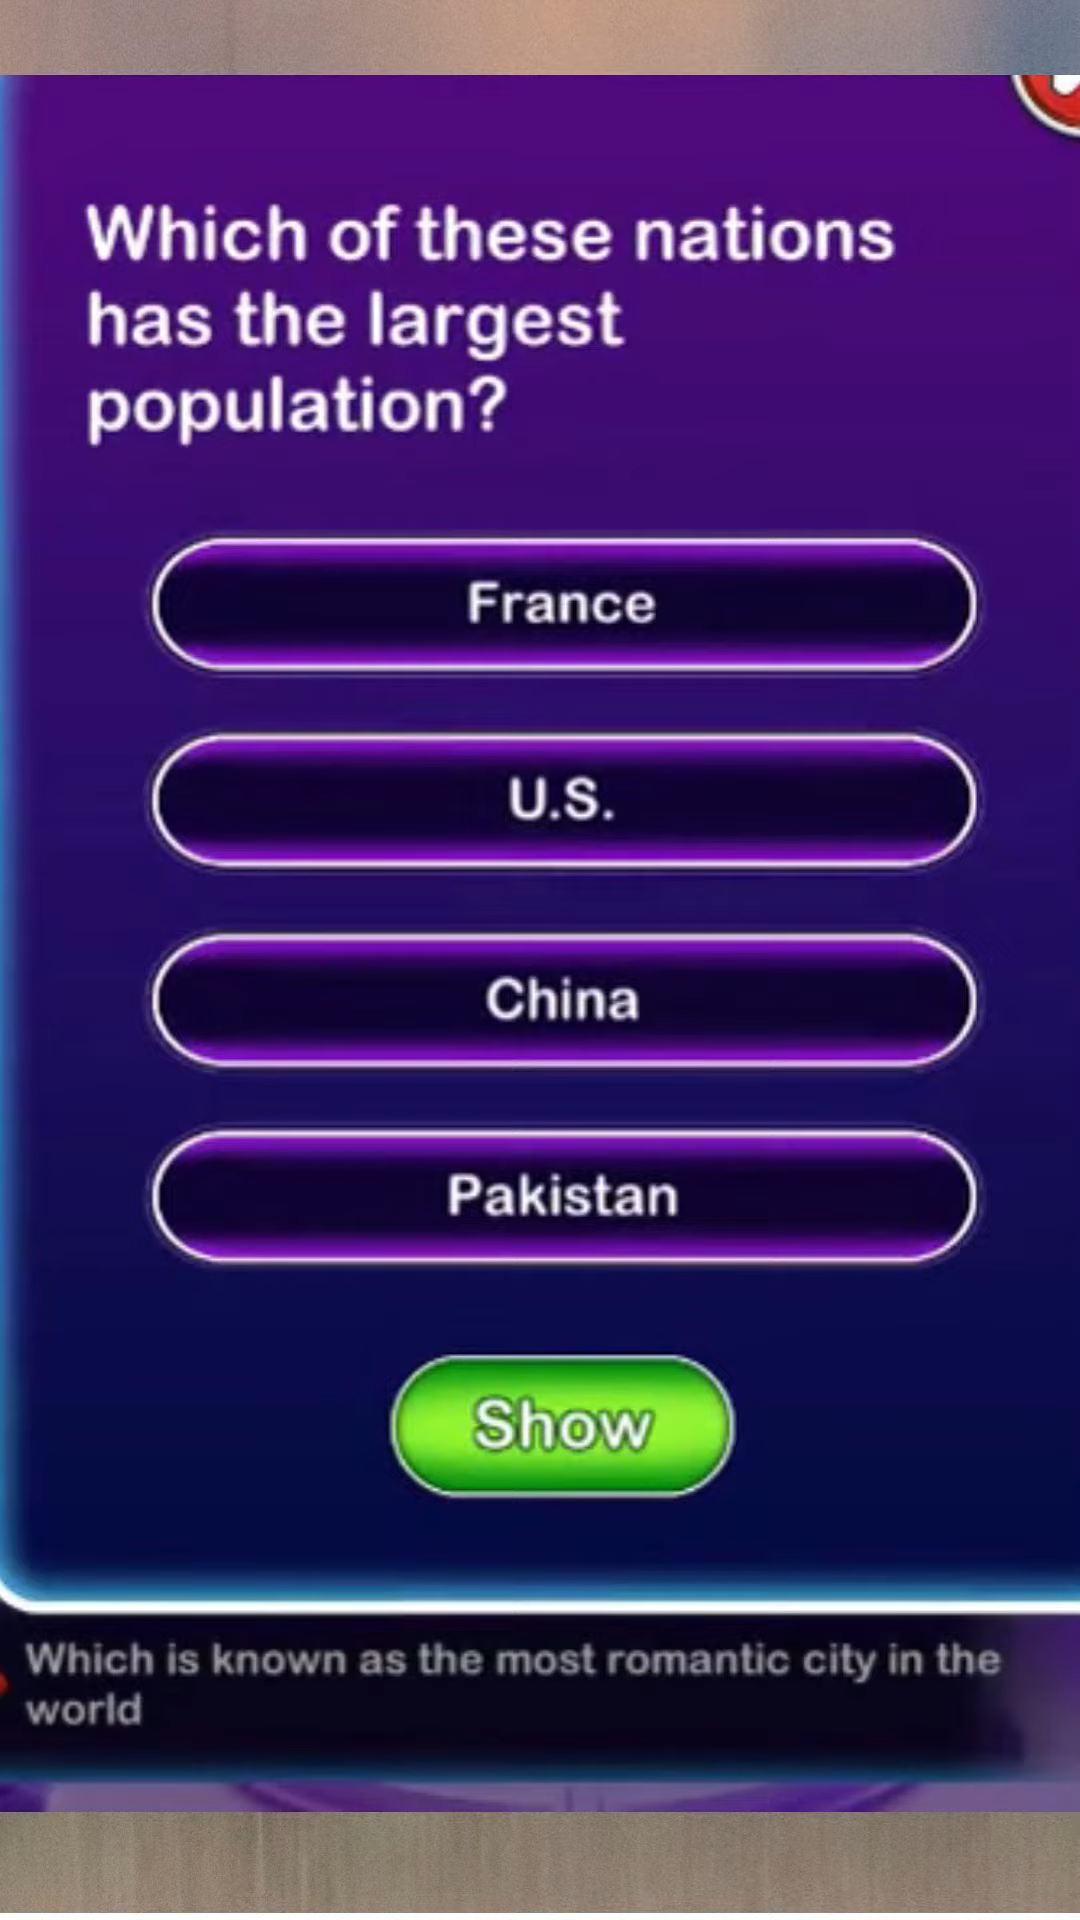 Which of these nations
has the largest
population?
France
U.S.
China
Pakistan
Show
Which is known as the most romantic city in the
world